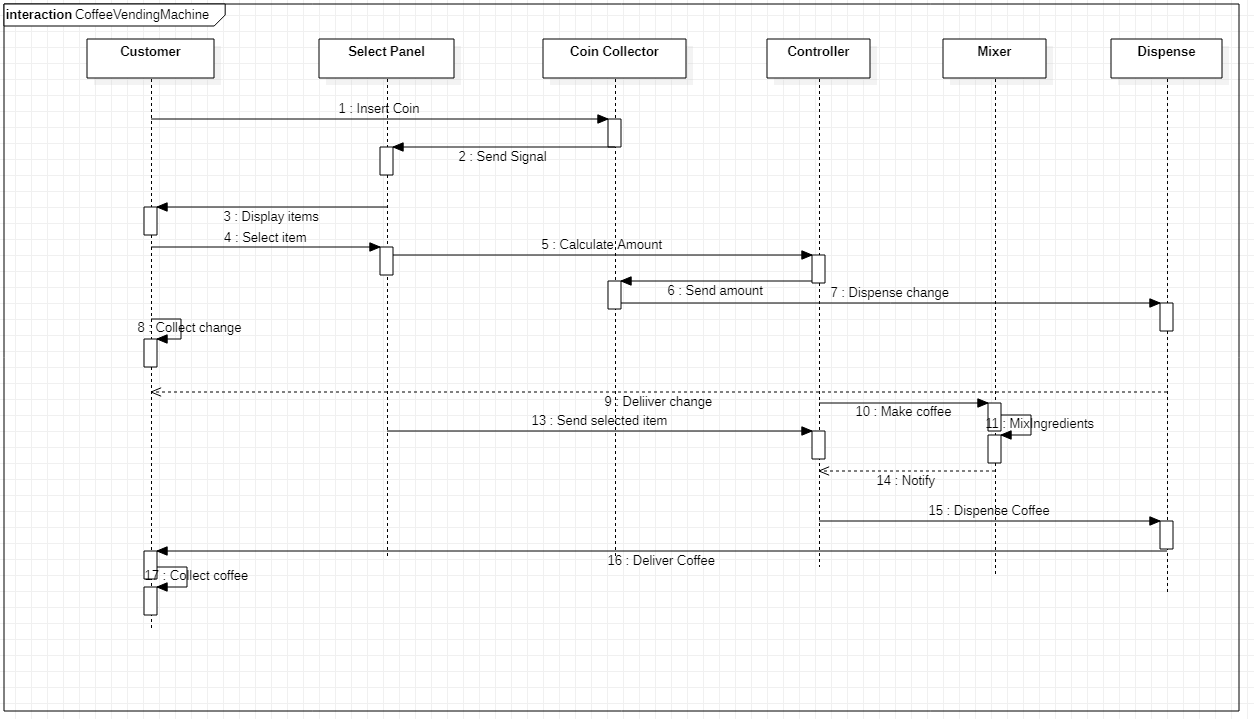 interaction CoffeeVendingMachine
Customer
Select Panel
Coin Collector
Controller
Mixer
Dispense
1 : Insert Coin
2 : Send Signal
3 : Display items
4 : Select item
5 : Calculate Amount
6 : Send amount
7 : Dispense change
8 : Collect change
9 : Deliiver change
10 : Make coffee
13 : Send selected item
11 : MixIngredients
14 : Notify
15 : Dispense Coffee
16 : Deliver Coffee
17 : Collect coffee